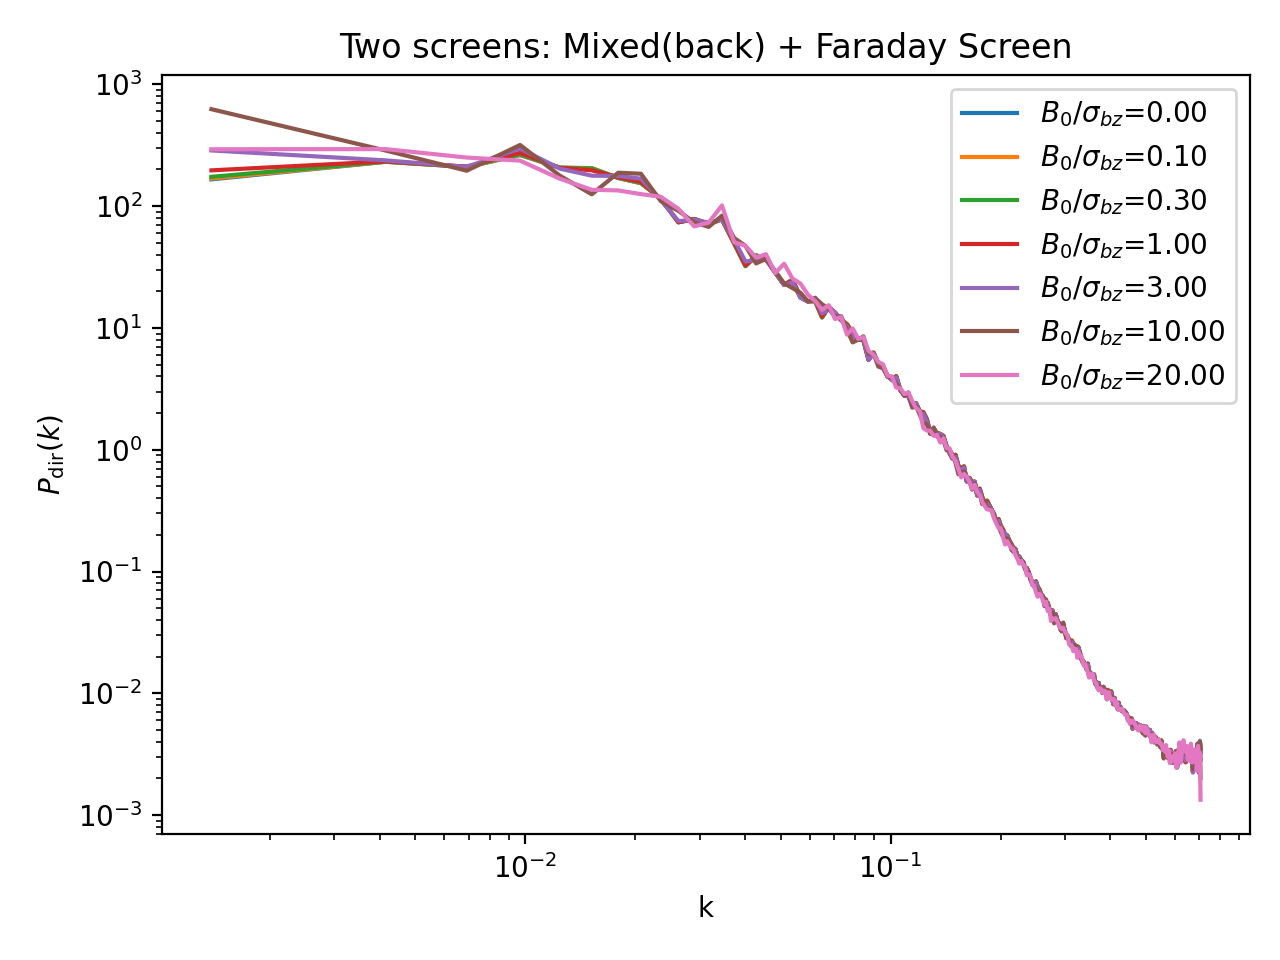 Two screens: Mixed(back) + Faraday Screen
10³
10²
10¹
10⁰
10⁻¹
10⁻²
10⁻³
P_dir(k)
B₀/σ_bz=0.00
B₀/σ_bz=0.10
B₀/σ_bz=0.30
B₀/σ_bz=1.00
B₀/σ_bz=3.00
B₀/σ_bz=10.00
B₀/σ_bz=20.00
10⁻² 10⁻¹
k